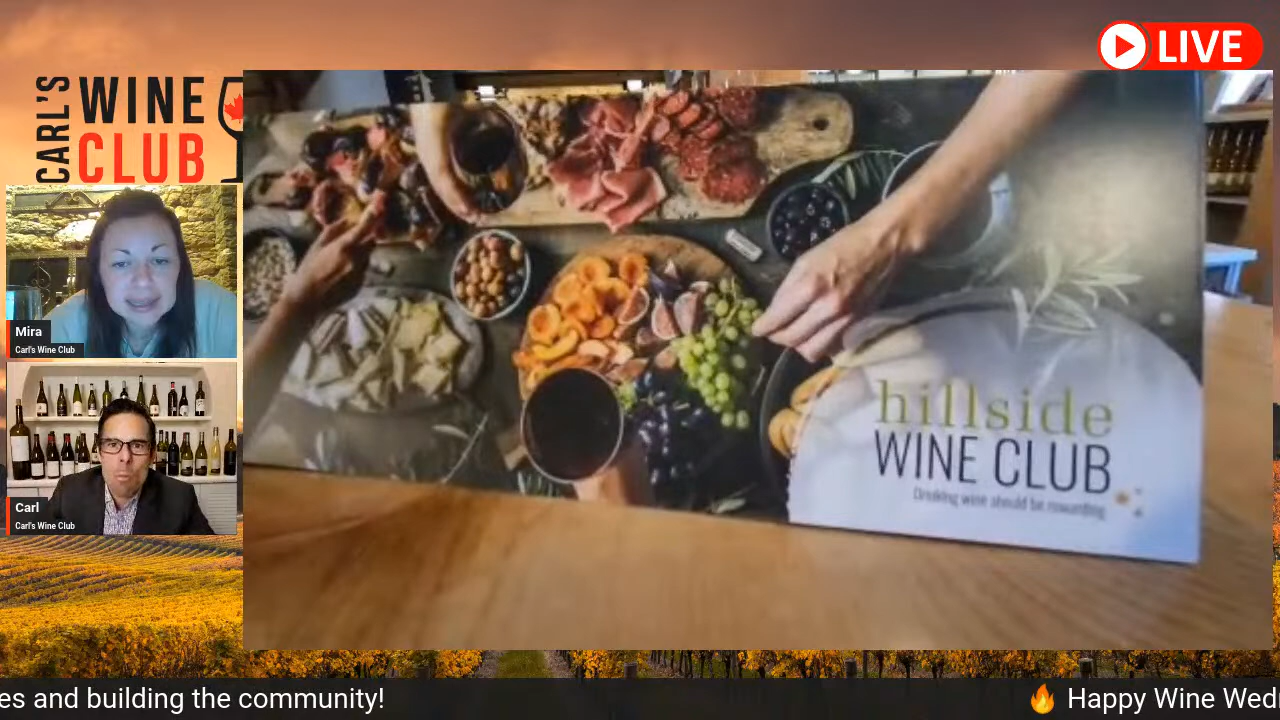 LIVE
CARL'S
WINE
CLUB
Mira
Carl's Wine Club
Carl
Carl's Wine Club
hillside
WINE CLUB
Drinking wine should be rewarding
es and building the community!
🔥 Happy Wine Wed